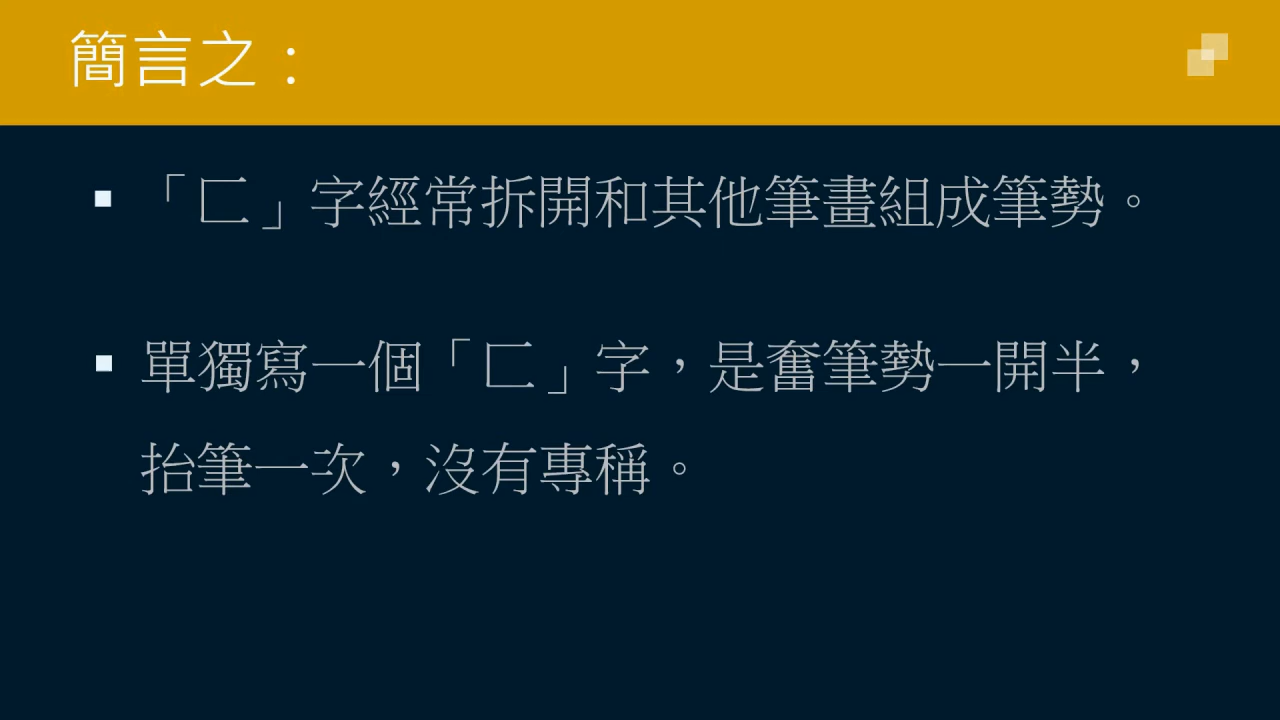 簡言之：
「匚」字經常拆開和其他筆畫組成筆勢。
單獨寫一個「匚」字，是奮筆勢一開半，
抬筆一次，沒有專稱。